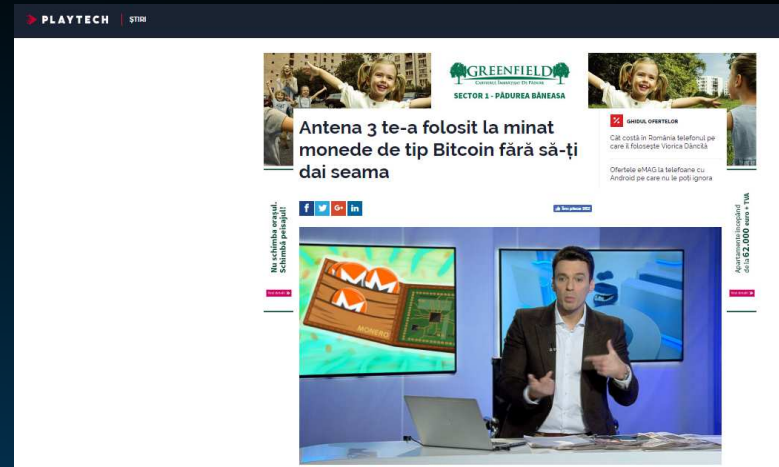 PLAYTECH
ȘTIRI
GREENFIELD
SECTOR 1 - PĂDUREA BĂNEASA
Antena 3 te-a folosit la minat
monede de tip Bitcoin fără să-ți
dai seama
GHIDUL OFERTELOR
Cât costă în România telefonul pe
care îl folosește Viorica Dăncilă
Ofertele eMAG la telefoane cu
Android pe care nu le poți ignora
Nu schimba orașul.
Schimbă peisajul!
Apartamente începând
de la 62.000 euro + TVA
MONERO